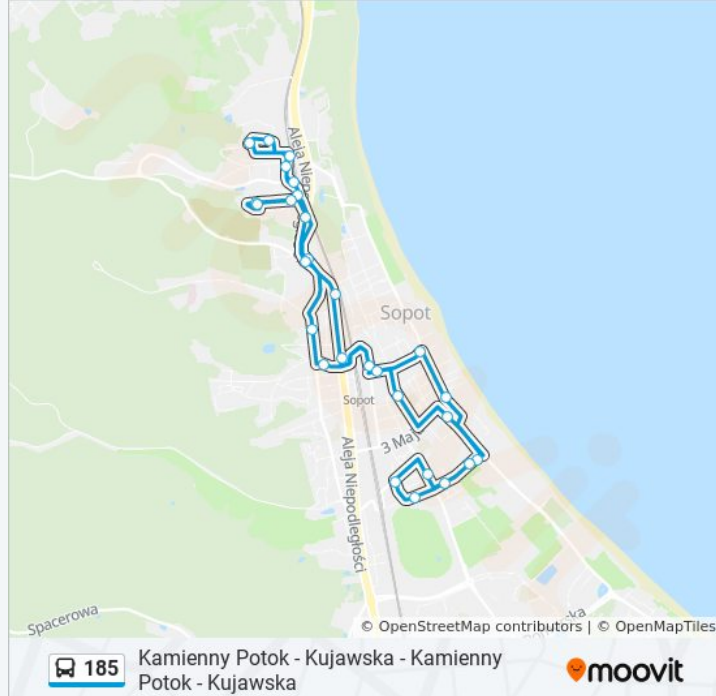 Aleja Niep
S
Sopot
Sopot
3 Maj
Aleja Niepodległości
Spacerowa
© OpenStreetMap contributors | © OpenMapTiles
185
Kamienny Potok - Kujawska - Kamienny
Potok - Kujawska
moovit